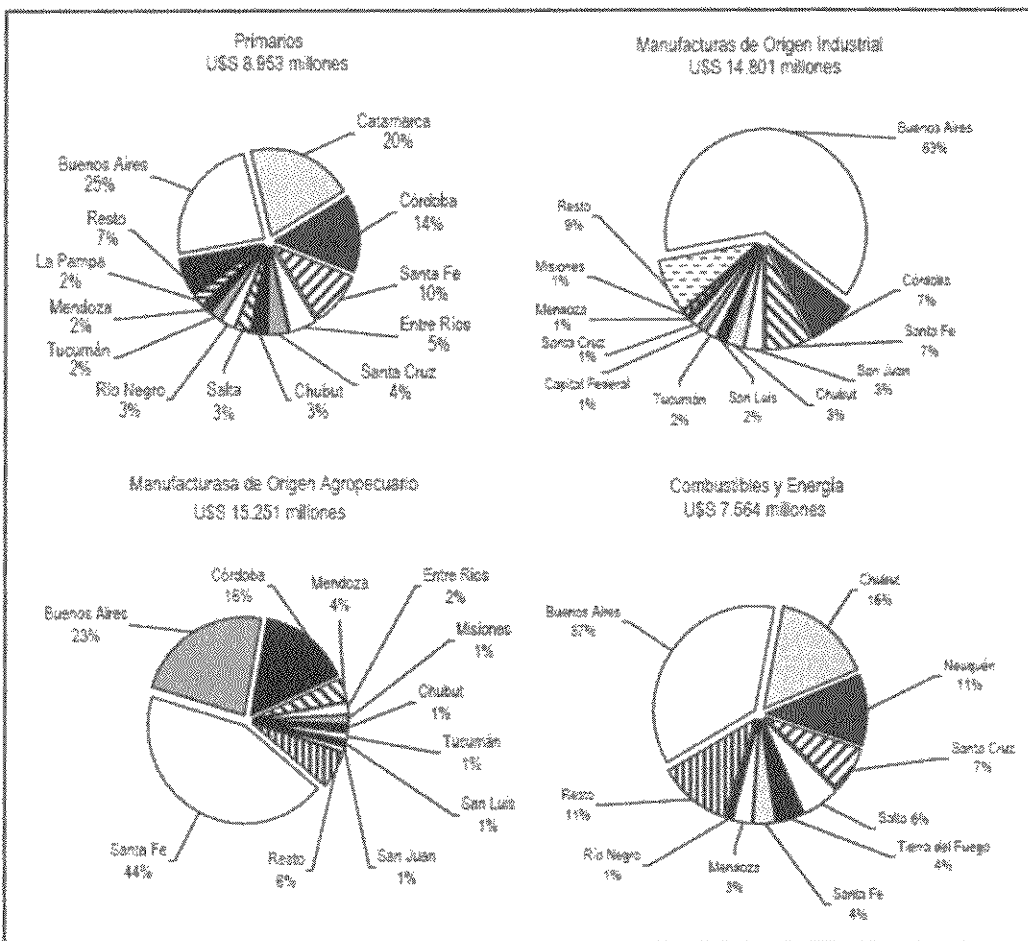 Primarios
U$S 8.953 millones
Catamarca
20%
Buenos Aires
25%
Córdoba
14%
Resto
7%
La Pampa
2%
Santa Fe
10%
Mendoza
2%
Entre Ríos
5%
Tucumán
2%
Santa Cruz
4%
Río Negro
3%
Salta
3%
Chubut
3%
Manufacturas de Origen Industrial
U$S 14.801 millones
Buenos Aires
63%
Resto
9%
Misiones
1%
Córdoba
7%
Mendoza
1%
Santa Fe
7%
Santa Cruz
1%
San Juan
3%
Capital Federal
1%
Tucumán
2%
San Luis
2%
Chubut
3%
Manufacturasa de Origen Agropecuario
U$S 15.251 millones
Córdoba
16%
Mendoza
4%
Entre Ríos
2%
Buenos Aires
23%
Misiones
1%
Chubut
1%
Tucumán
1%
San Luis
1%
Santa Fe
44%
Resto
6%
San Juan
1%
Combustibles y Energía
U$S 7.564 millones
Chubut
16%
Buenos Aires
37%
Neuquén
11%
Santa Cruz
7%
Resto
11%
Salta 6%
Río Negro
1%
Mendoza
3%
Tierra del Fuego
4%
Santa Fe
4%